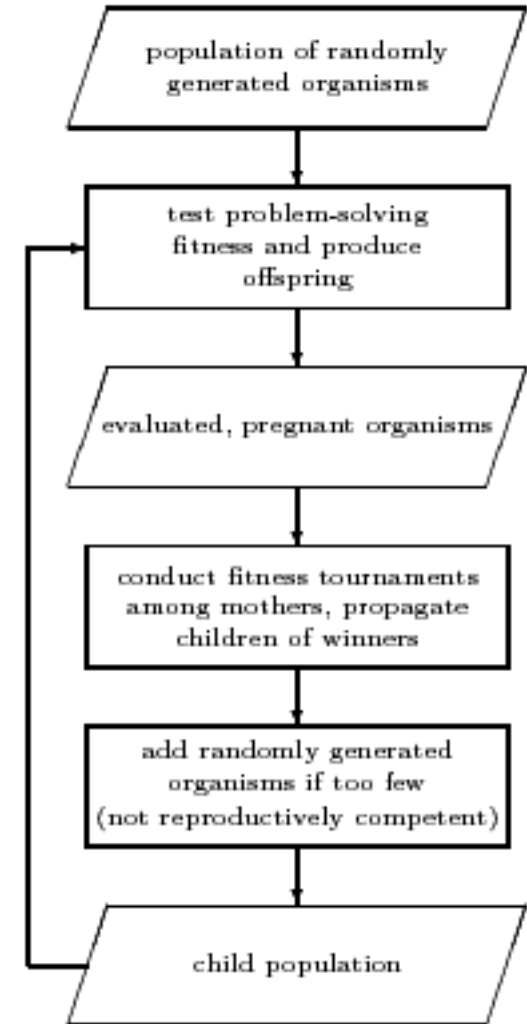 population of randomly
generated organisms
test problem-solving
fitness and produce
offspring
evaluated, pregnant organisms
conduct fitness tournaments
among mothers, propagate
children of winners
add randomly generated
organisms if too few
(not reproductively competent)
child population